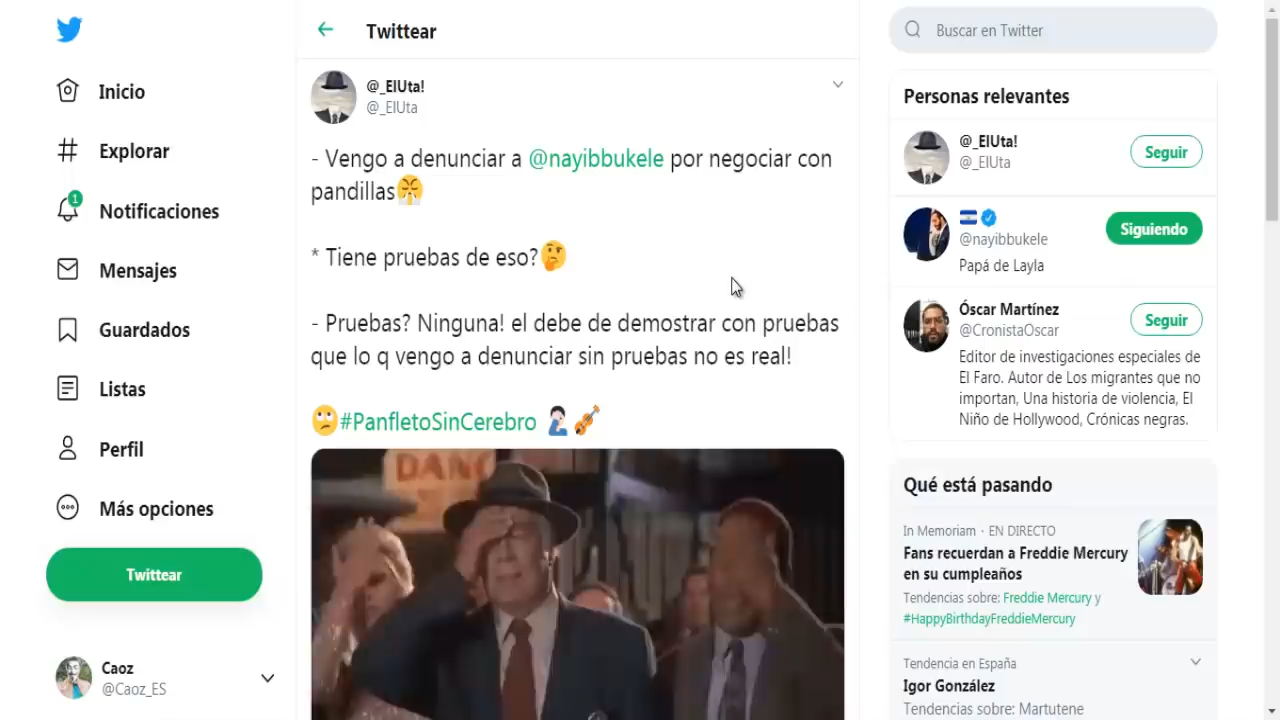 Inicio
Explorar
1
Notificaciones
Mensajes
Guardados
Listas
Perfil
Más opciones
Twittear
Caoz
@Caoz_ES
Twittear
@_ElUta!
@_ElUta
- Vengo a denunciar a @nayibbukele por negociar con
pandillas😤
* Tiene pruebas de eso?🤔
- Pruebas? Ninguna! el debe de demostrar con pruebas
que lo q vengo a denunciar sin pruebas no es real!
🙄#PanfletoSinCerebro 🤦🏻‍♂️🎻
DANG
Buscar en Twitter
Personas relevantes
@_ElUta!
@_ElUta
Seguir
@nayibbukele
Siguiendo
Papá de Layla
Óscar Martínez
@CronistaOscar
Seguir
Editor de investigaciones especiales de
El Faro. Autor de Los migrantes que no
importan, Una historia de violencia, El
Niño de Hollywood, Crónicas negras.
Qué está pasando
In Memoriam · EN DIRECTO
Fans recuerdan a Freddie Mercury
en su cumpleaños
Tendencias sobre: Freddie Mercury y
#HappyBirthdayFreddieMercury
Tendencia en España
Igor González
Tendencias sobre: Martutene